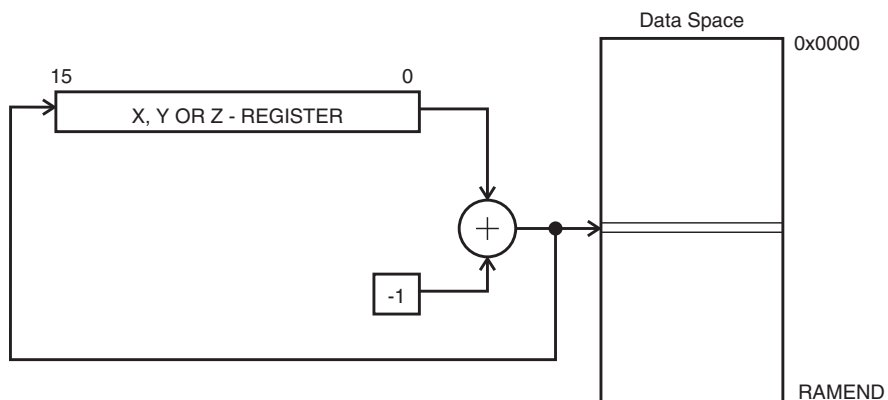 Data Space
0x0000
15
0
X, Y OR Z - REGISTER
+
-1
RAMEND